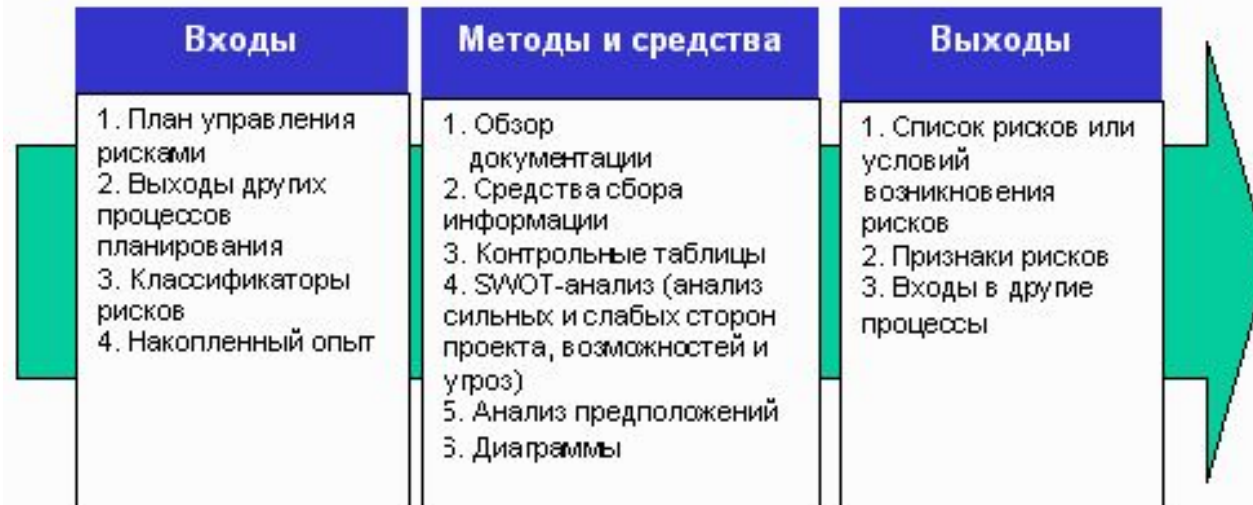 Входы
1. План управления
рисками
2. Выходы других
процессов
планирования
3. Классификаторы
рисков
4. Накопленный опыт
Методы и средства
1. Обзор
документации
2. Средства сбора
информации
3. Контрольные таблицы
4. SWOT-анализ (анализ
сильных и слабых сторон
проекта, возможностей и
угроз)
5. Анализ предположений
6. Диаграммы
Выходы
1. Список рисков или
условий
возникновения
рисков
2. Признаки рисков
3. Входы в другие
процессы